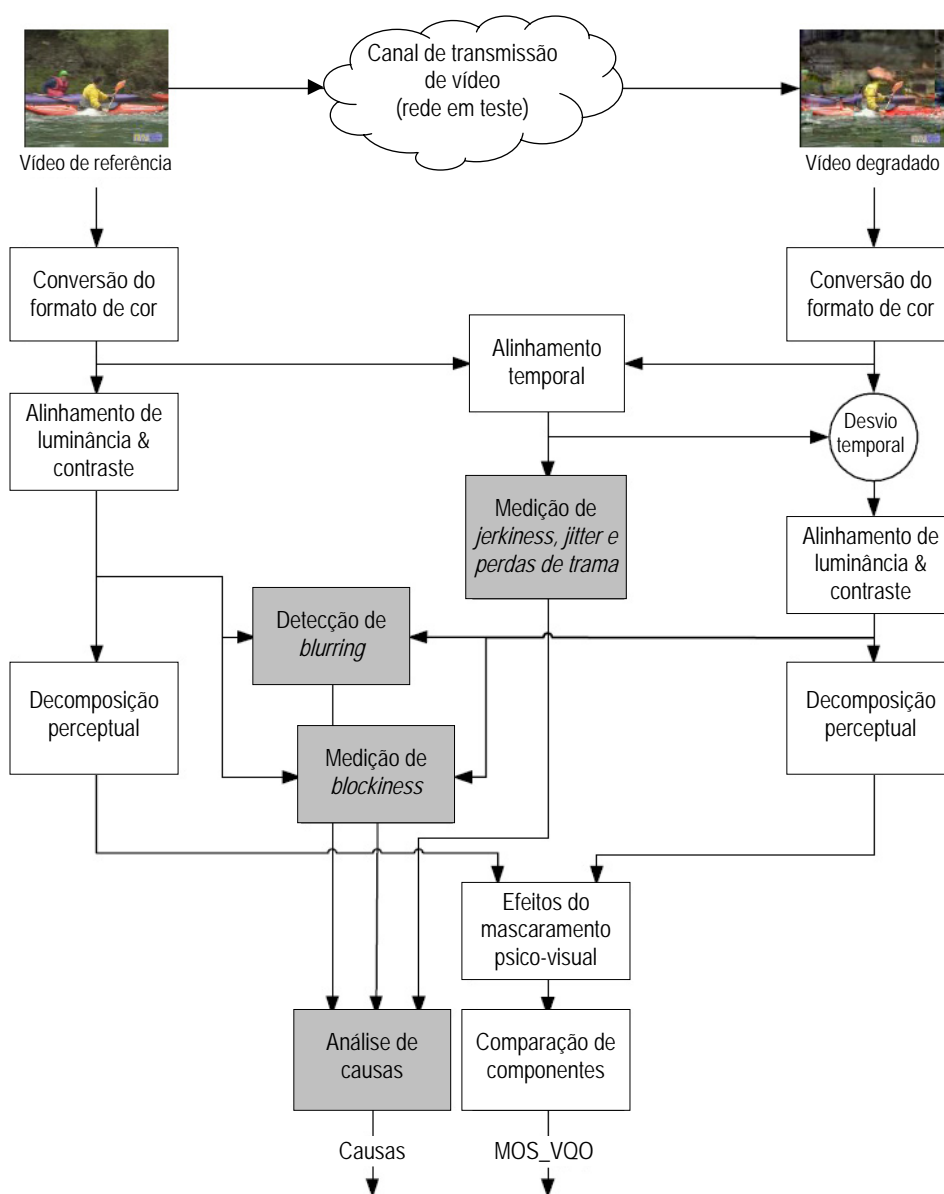 Canal de transmissão
de vídeo
(rede em teste)
Vídeo de referência
Vídeo degradado
Conversão do
formato de cor
Conversão do
formato de cor
Alinhamento
temporal
Alinhamento de
luminância &
contraste
Desvio
temporal
Medição de
jerkiness, jitter e
perdas de trama
Alinhamento de
luminância &
contraste
Detecção de
blurring
Decomposição
perceptual
Decomposição
perceptual
Medição de
blockiness
Efeitos do
mascaramento
psico-visual
Análise de
causas
Comparação de
componentes
Causas
MOS_VQO